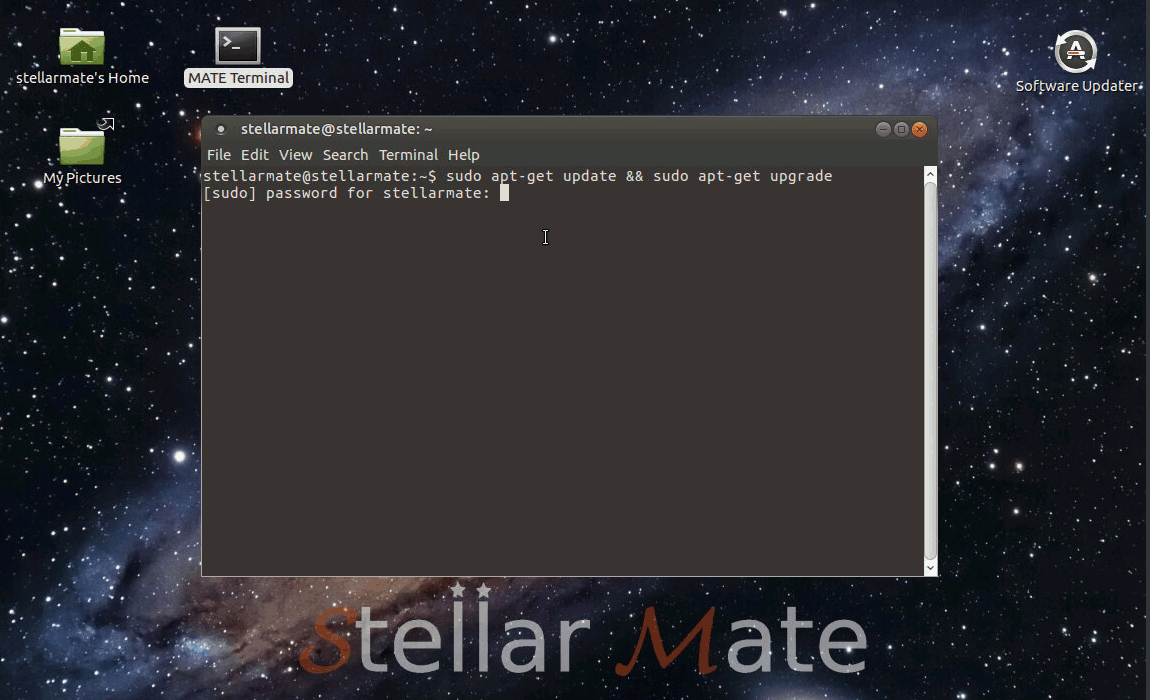 stellarmate's Home
MATE Terminal
Software Updater
My Pictures
stellarmate@stellarmate: ~
File Edit View Search Terminal Help
stellarmate@stellarmate:~$ sudo apt-get update && sudo apt-get upgrade
[sudo] password for stellarmate:
Stellar Mate